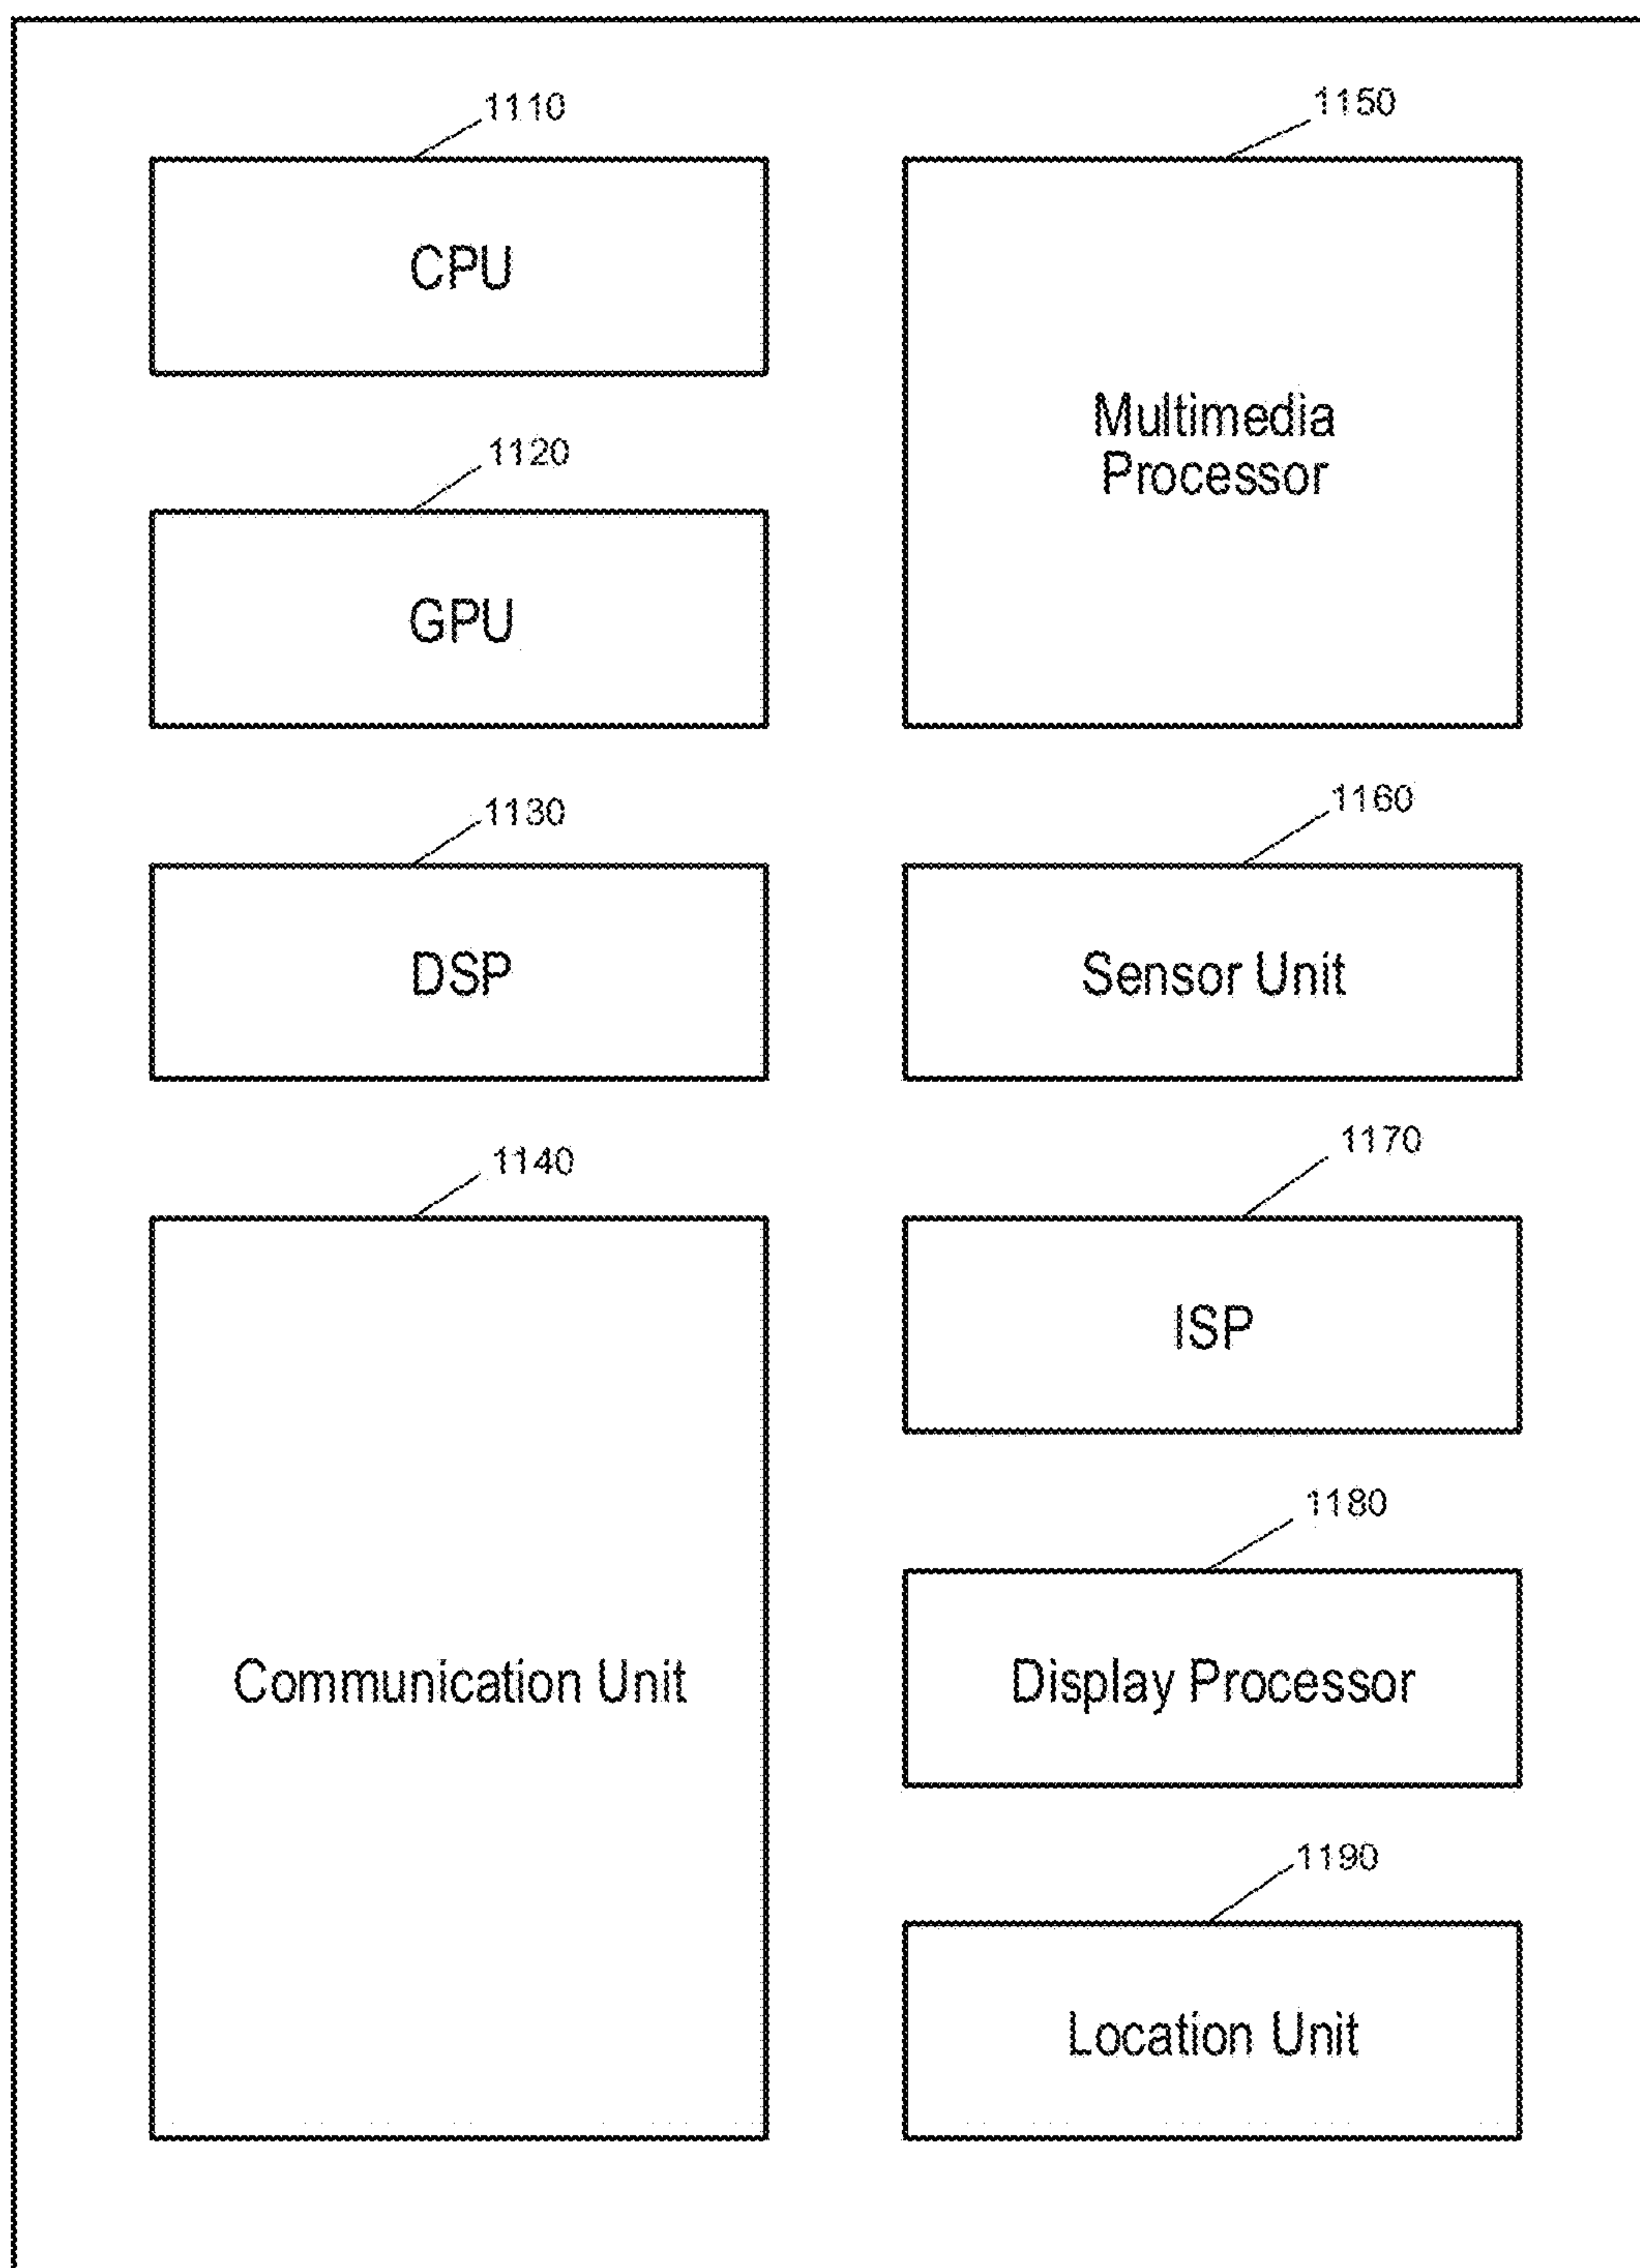 1110
CPU
1120
GPU
1130
DSP
1140
Communication Unit
1150
Multimedia
Processor
1160
Sensor Unit
1170
ISP
1180
Display Processor
1190
Location Unit